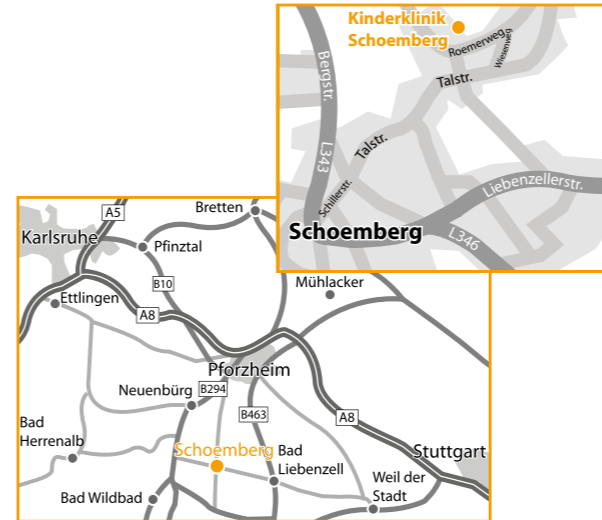 Kinderklinik
Schoemberg
Roemerweg
Wiesenweg
Bergstr.
Talstr.
L343
Talstr.
Schillerstr.
Liebenzellerstr.
Schoemberg
L346
Bretten
A5
Karlsruhe
Pfinztal
B10
Mühlacker
Ettlingen
A8
Pforzheim
Neuenbürg
B294
B463
A8
Bad
Herrenalb
Schoemberg
Bad
Liebenzell
Stuttgart
Weil der
Stadt
Bad Wildbad